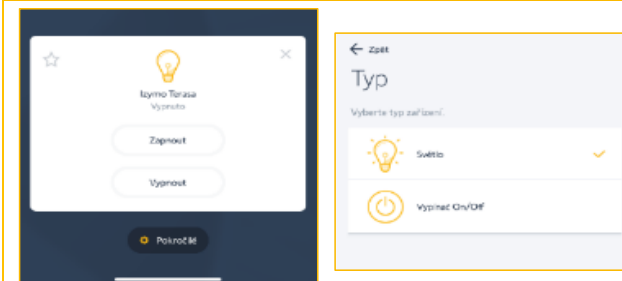 Izymo Terasa
Vypnuto
Zapnout
Vypnout
Pokročilé
Zpět
Typ
Vyberte typ zařízení.
Světlo
Vypínač On/Off